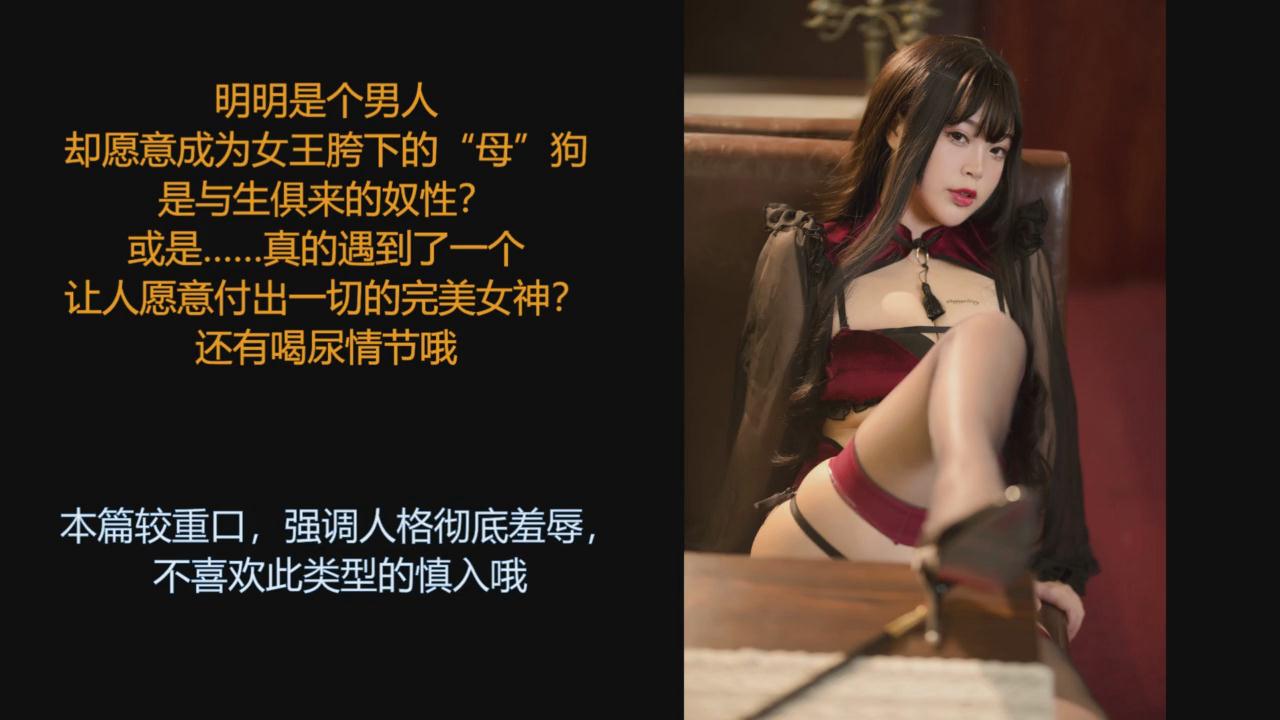 明明是个男人
却愿意成为女王胯下的“母”狗
是与生俱来的奴性？
或是……真的遇到了一个
让人愿意付出一切的完美女神？
还有喝尿情节哦
本篇较重口，强调人格彻底羞辱，
不喜欢此类型的慎入哦